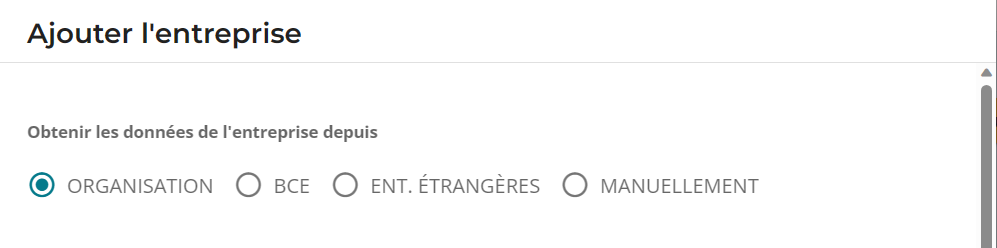 Ajouter l'entreprise
Obtenir les données de l'entreprise depuis
ORGANISATION BCE ENT. ÉTRANGÈRES MANUELLEMENT